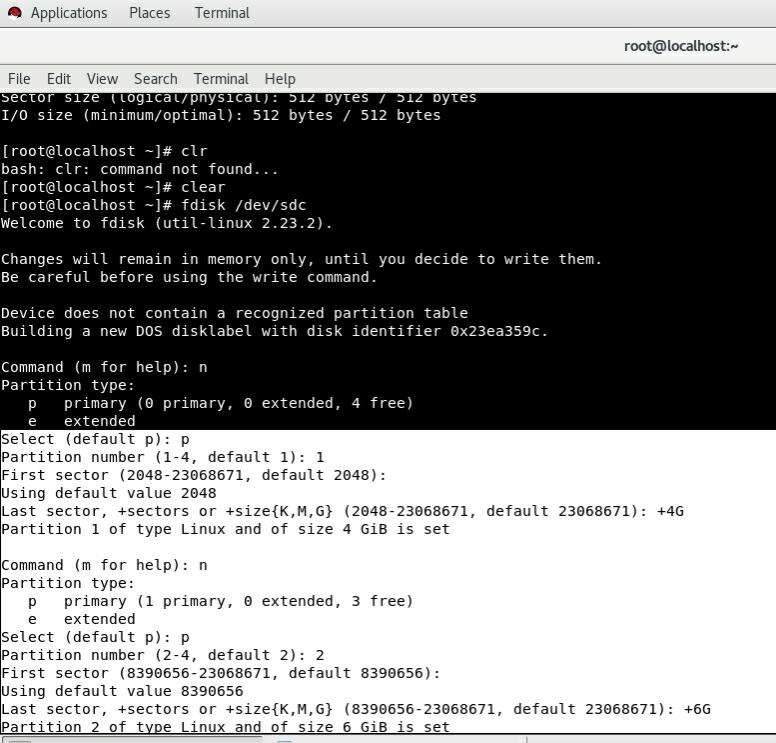 Applications Places Terminal
root@localhost:~
File Edit View Search Terminal Help
Sector size (logical/physical): 512 bytes / 512 bytes
I/O size (minimum/optimal): 512 bytes / 512 bytes
[root@localhost ~]# clr
bash: clr: command not found...
[root@localhost ~]# clear
[root@localhost ~]# fdisk /dev/sdc
Welcome to fdisk (util-linux 2.23.2).
Changes will remain in memory only, until you decide to write them.
Be careful before using the write command.
Device does not contain a recognized partition table
Building a new DOS disklabel with disk identifier 0x23ea359c.
Command (m for help): n
Partition type:
   p   primary (0 primary, 0 extended, 4 free)
   e   extended
Select (default p): p
Partition number (1-4, default 1): 1
First sector (2048-23068671, default 2048):
Using default value 2048
Last sector, +sectors or +size{K,M,G} (2048-23068671, default 23068671): +4G
Partition 1 of type Linux and of size 4 GiB is set
Command (m for help): n
Partition type:
   p   primary (1 primary, 0 extended, 3 free)
   e   extended
Select (default p): p
Partition number (2-4, default 2): 2
First sector (8390656-23068671, default 8390656):
Using default value 8390656
Last sector, +sectors or +size{K,M,G} (8390656-23068671, default 23068671): +6G
Partition 2 of type Linux and of size 6 GiB is set